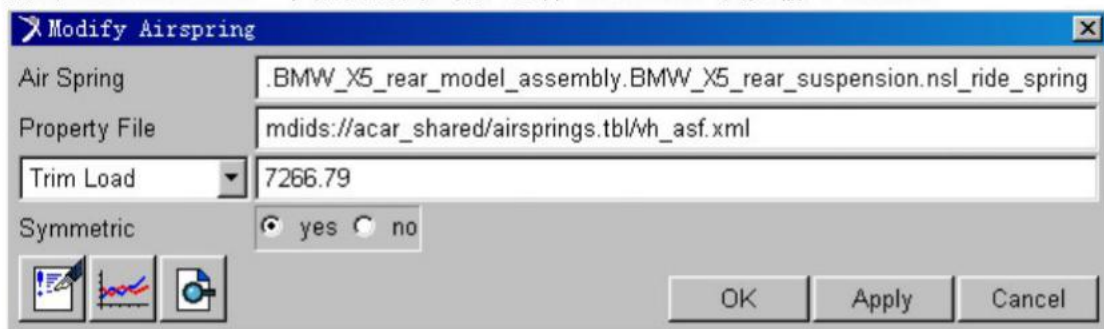 Modify Airspring
Air Spring .BMW_X5_rear_model_assembly.BMW_X5_rear_suspension.nsl_ride_spring
Property File mdids://acar_shared/airsprings.tbl/vh_asf.xml
Trim Load 7266.79
Symmetric yes no
OK Apply Cancel